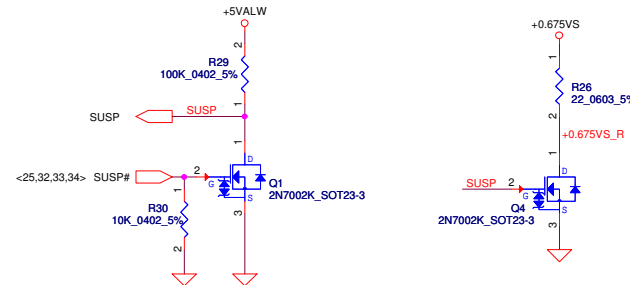 +5VALW
2
R29
100K_0402_5%
1
SUSP
SUSP
1
D
<25,32,33,34> SUSP#
2
G
S
Q1
2N7002K_SOT23-3
1
R30
10K_0402_5%
2
3
+0.675VS
1
R26
22_0603_5%
2
+0.675VS_R
1
D
SUSP
2
G
S
Q4
2N7002K_SOT23-3
3